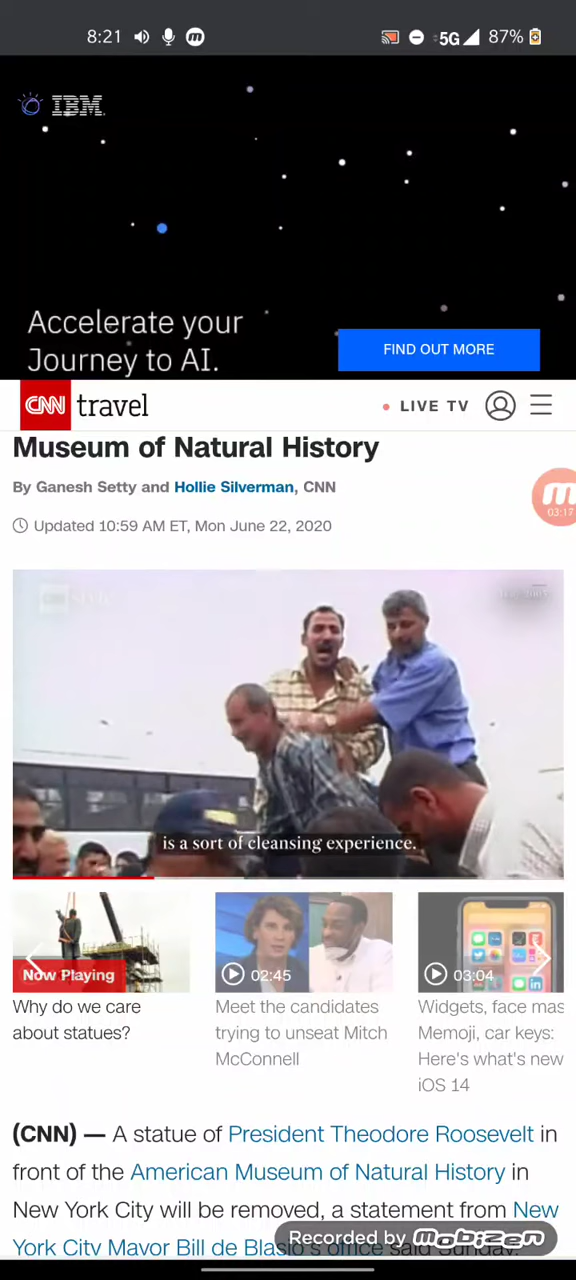 8:21
5G 87%
IBM.
Accelerate your
Journey to AI.
FIND OUT MORE
CNN travel
LIVE TV
Museum of Natural History
By Ganesh Setty and Hollie Silverman, CNN
Updated 10:59 AM ET, Mon June 22, 2020
m
03:17
is a sort of cleansing experience.
Now Playing
02:45
03:04
Why do we care
about statues?
Meet the candidates
trying to unseat Mitch
McConnell
Widgets, face mas
Memoji, car keys:
Here's what's new
iOS 14
(CNN) — A statue of President Theodore Roosevelt in
front of the American Museum of Natural History in
New York City will be removed, a statement from New
York City Mayor Bill de Blasio's office said Sunday.
Recorded by mobizen